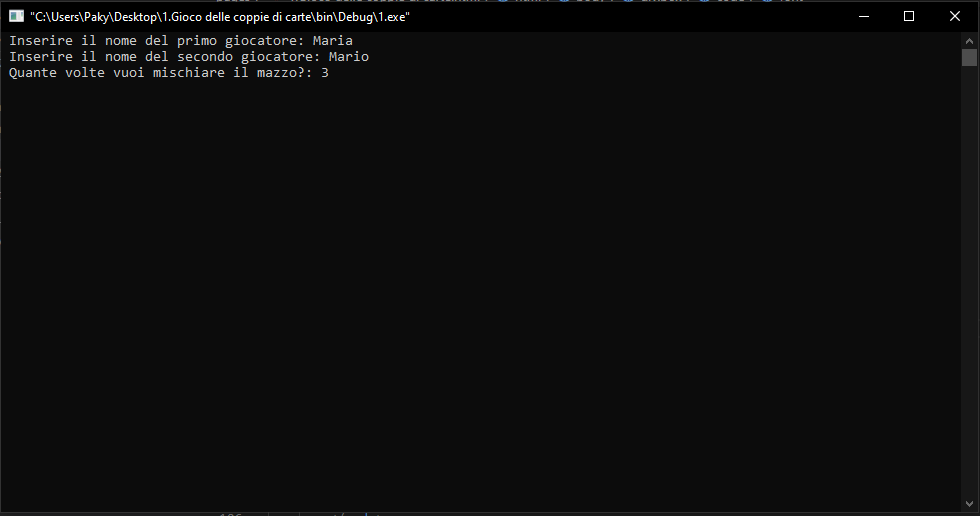 "C:\Users\Paky\Desktop\1.Gioco delle coppie di carte\bin\Debug\1.exe"
Inserire il nome del primo giocatore: Maria
Inserire il nome del secondo giocatore: Mario
Quante volte vuoi mischiare il mazzo?: 3